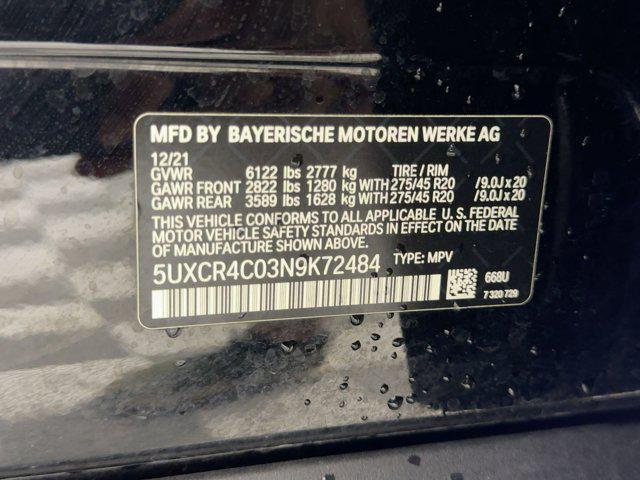 MFD BY BAYERISCHE MOTOREN WERKE AG
12/21
GVWR 6122 lbs 2777 kg TIRE / RIM
GAWR FRONT 2822 lbs 1280 kg WITH 275/45 R20 /9.0J x 20
GAWR REAR 3589 lbs 1628 kg WITH 275/45 R20 /9.0J x 20
THIS VEHICLE CONFORMS TO ALL APPLICABLE U. S. FEDERAL
MOTOR VEHICLE SAFETY STANDARDS IN EFFECT ON THE DATE
OF MANUFACTURE SHOWN ABOVE.
5UXCR4C03N9K72484 TYPE: MPV
668U
7 320 729